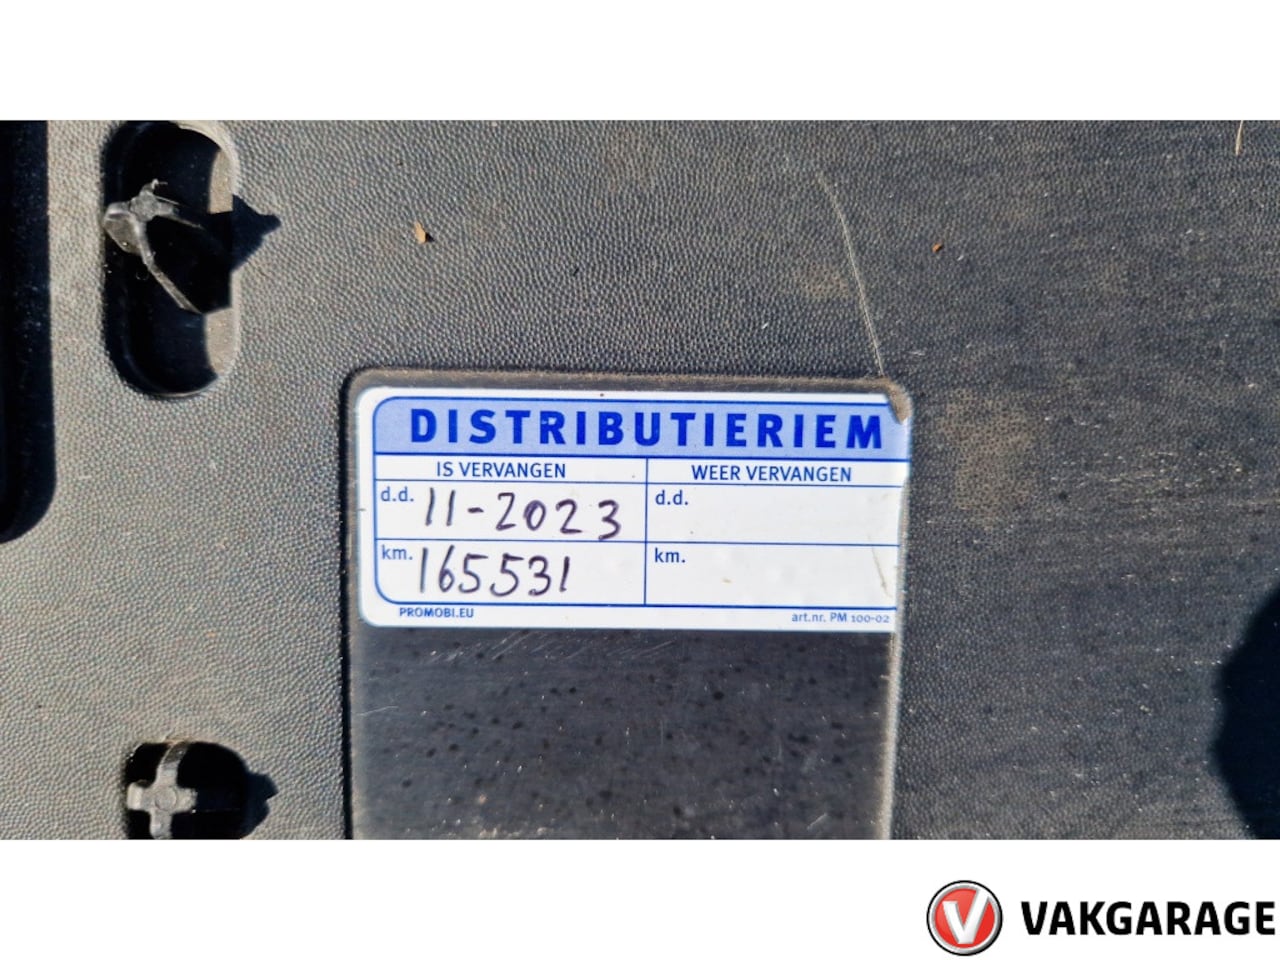 DISTRIBUTIERIEM
IS VERVANGEN
WEER VERVANGEN
d.d. 11-2023
d.d.
km. 165531
km.
PROMOBI.EU
art.nr. PM 100-02
V VAKGARAGE